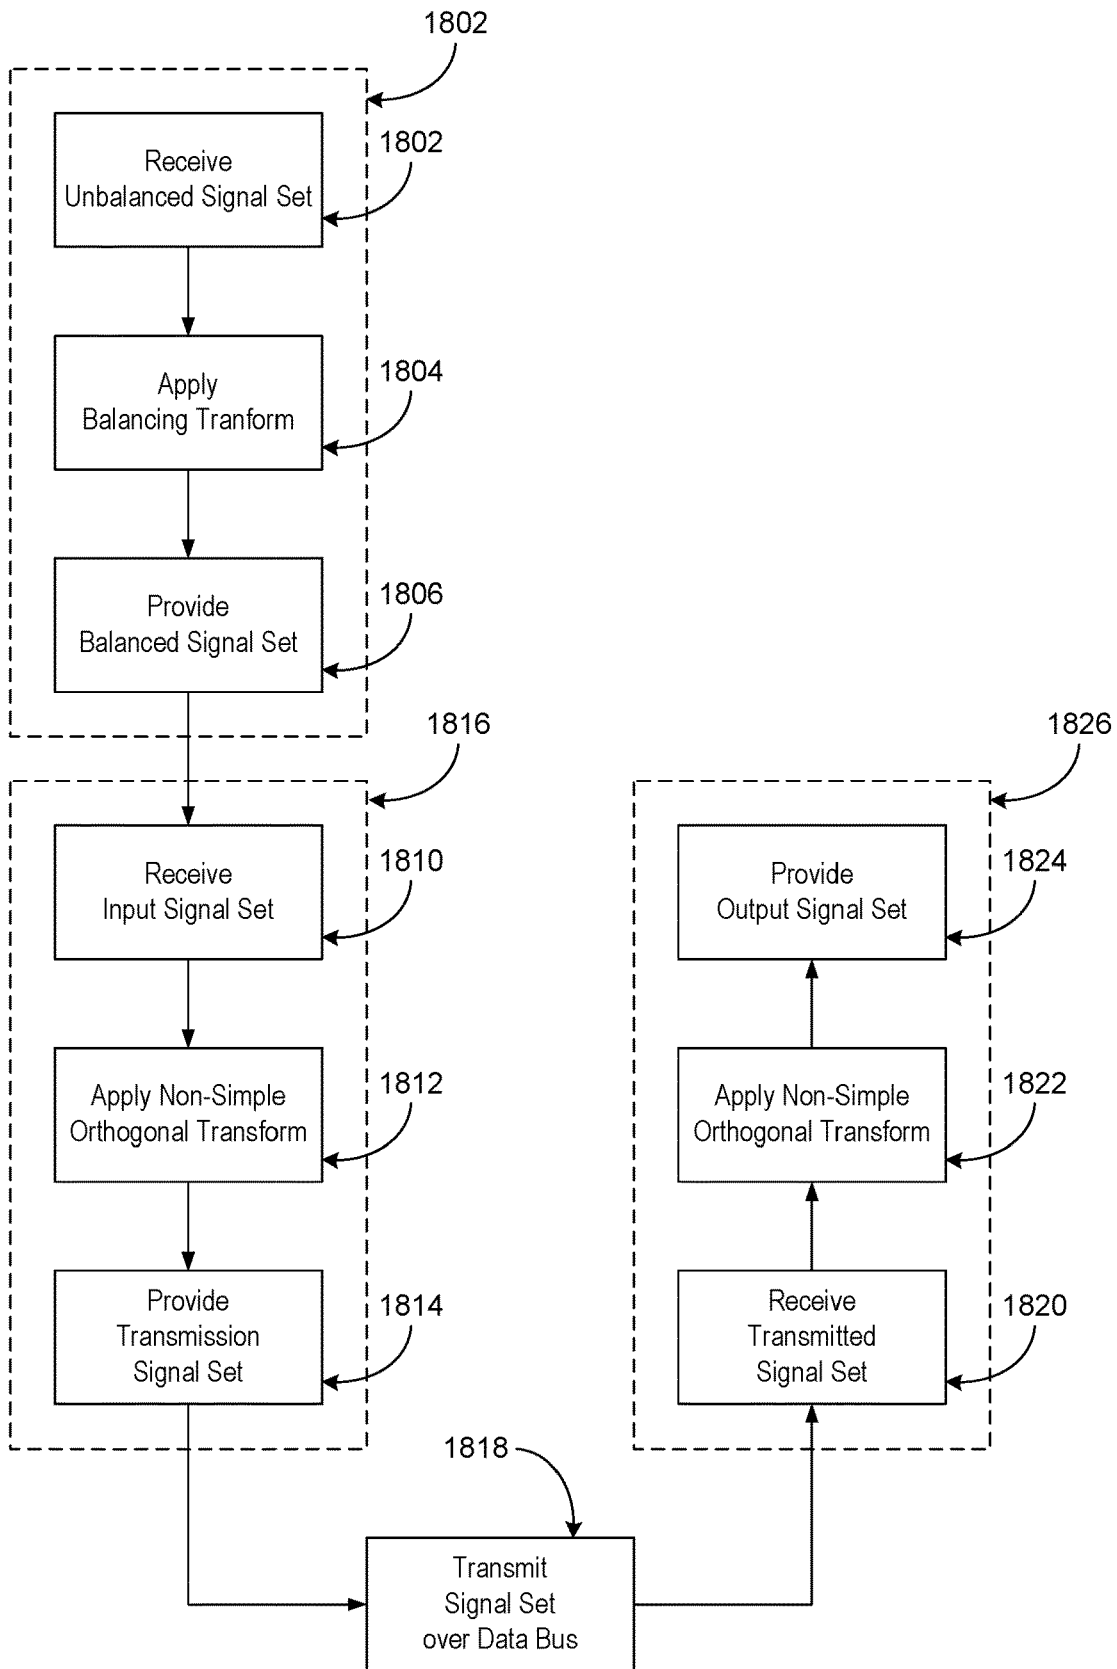 1802
Receive
Unbalanced Signal Set
1802
Apply
Balancing Tranform
1804
Provide
Balanced Signal Set
1806
1816
Receive
Input Signal Set
1810
Apply Non-Simple
Orthogonal Transform
1812
Provide
Transmission
Signal Set
1814
1818
Transmit
Signal Set
over Data Bus
1826
Provide
Output Signal Set
1824
Apply Non-Simple
Orthogonal Transform
1822
Receive
Transmitted
Signal Set
1820